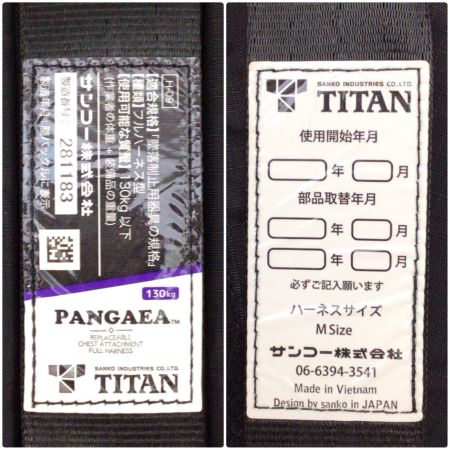 H-09
【適合規格】「墜落制止用器具の規格」
【種類】フルハーネス型
【使用可能な質量】130kg以下
(作業者の体重＋装備品の重量)
サンコー株式会社
製造番号: 281183
130kg
PANGAEA™
REPLACEABLE
CHEST ATTACHMENT
FULL HARNESS
SANKO INDUSTRIES CO.,LTD.
TITAN
SANKO INDUSTRIES CO.,LTD.
TITAN
使用開始年月
年 月
部品取替年月
年 月
年 月
必ずご記入願います
ハーネスサイズ
M Size
サンコー株式会社
06-6394-3541
Made in Vietnam
Design by sanko in JAPAN